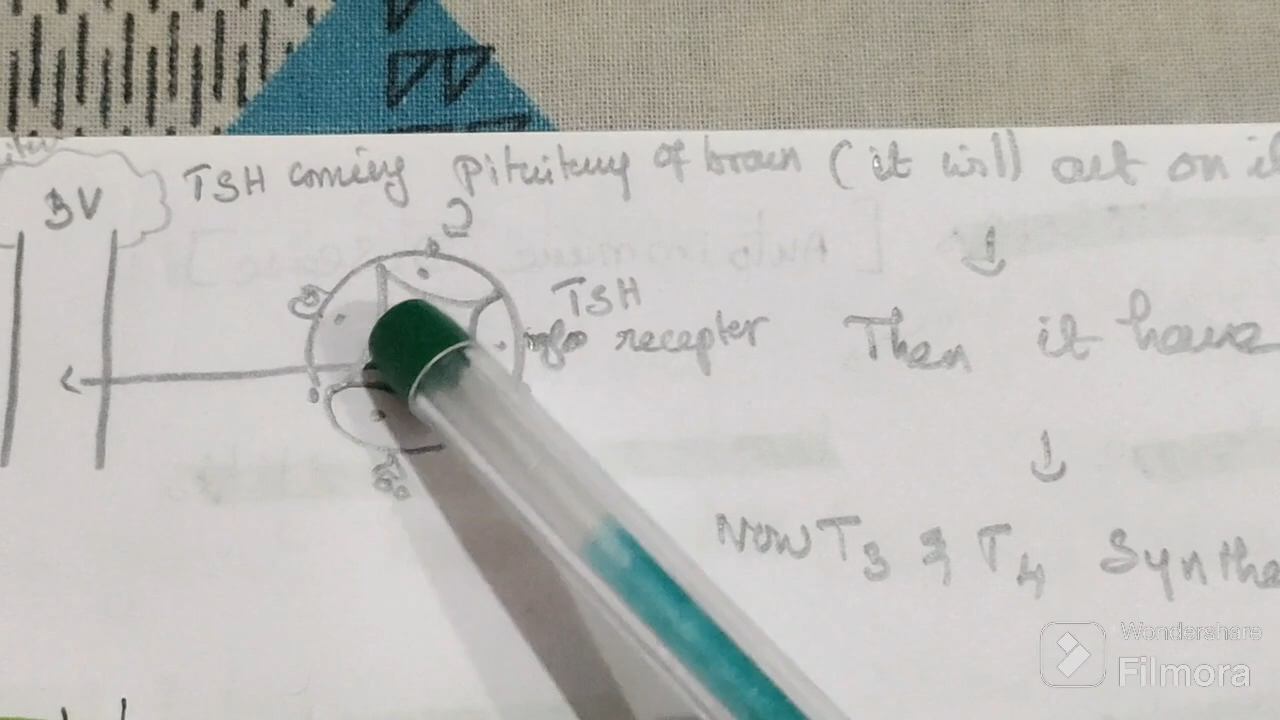 TSH coming Pituitary of brain (it will act on i
BV
TSH
receptor
Then it have
Now T3 & T4 Synthe
Wondershare
Filmora